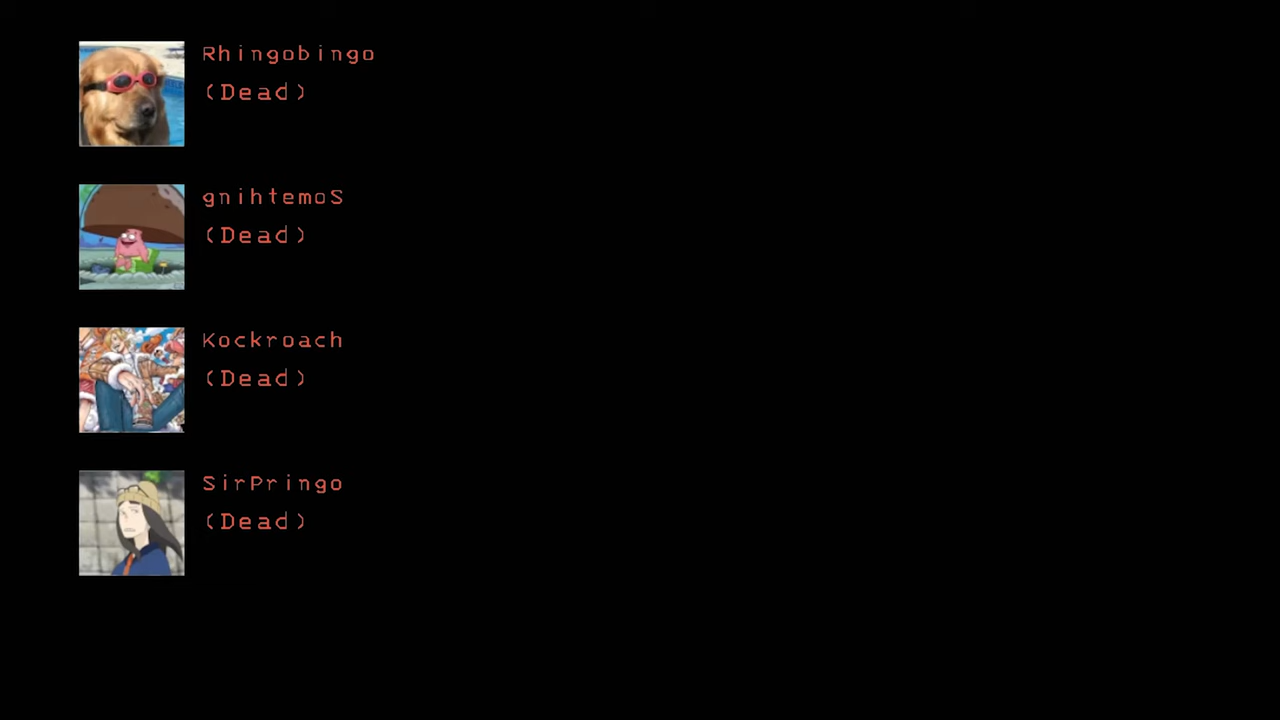 Rhingobingo
(Dead)
gnihtemoS
(Dead)
Kockroach
(Dead)
SirPringo
(Dead)